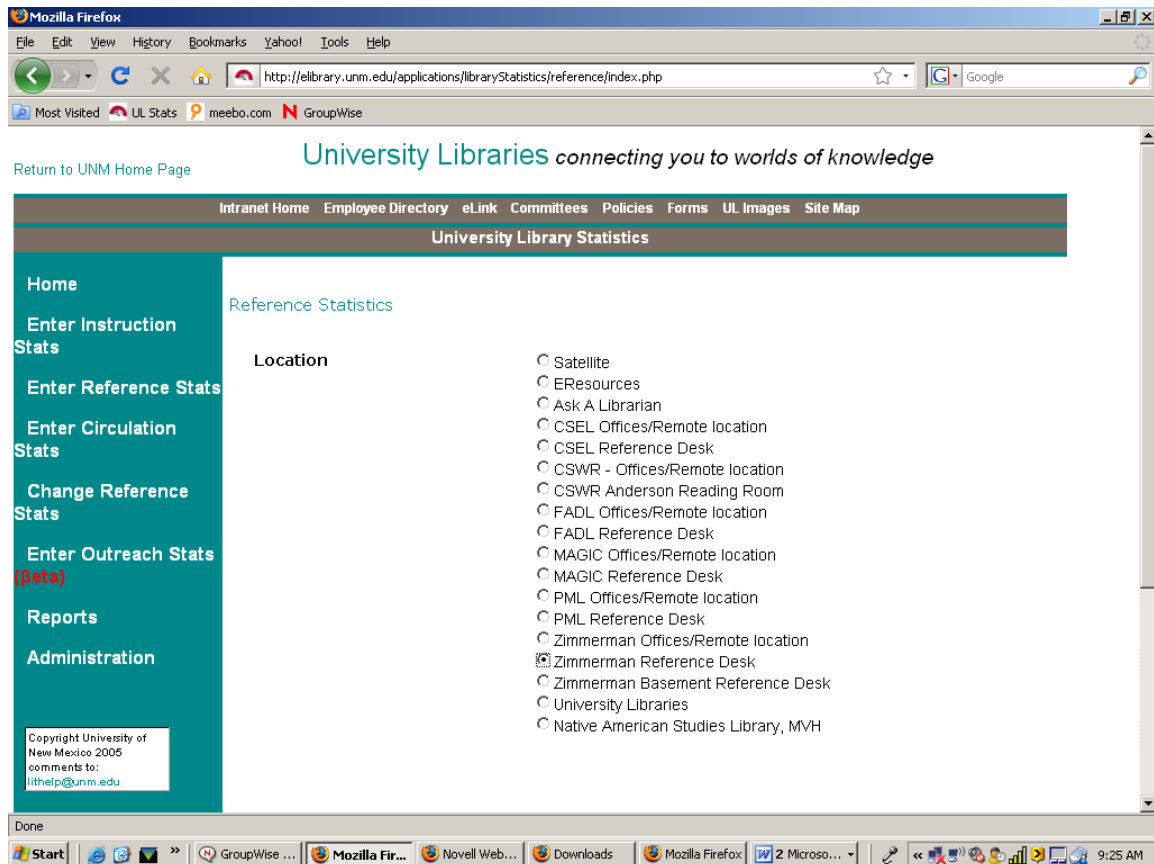 Mozilla Firefox
File Edit View History Bookmarks Yahoo! Tools Help
http://elibrary.unm.edu/applications/libraryStatistics/reference/index.php
G Google
Most Visited UL Stats meebo.com GroupWise
Return to UNM Home Page
University Libraries connecting you to worlds of knowledge
Intranet Home Employee Directory eLink Committees Policies Forms UL Images Site Map
University Library Statistics
Home
Enter Instruction
Stats
Enter Reference Stats
Enter Circulation
Stats
Change Reference
Stats
Enter Outreach Stats
(βeta)
Reports
Administration
Copyright University of
New Mexico 2005
comments to:
lithelp@unm.edu
Reference Statistics
Location
Satellite
EResources
Ask A Librarian
CSEL Offices/Remote location
CSEL Reference Desk
CSWR - Offices/Remote location
CSWR Anderson Reading Room
FADL Offices/Remote location
FADL Reference Desk
MAGIC Offices/Remote location
MAGIC Reference Desk
PML Offices/Remote location
PML Reference Desk
Zimmerman Offices/Remote location
Zimmerman Reference Desk
Zimmerman Basement Reference Desk
University Libraries
Native American Studies Library, MVH
Done
Start » GroupWise ... Mozilla Fir... Novell Web... Downloads Mozilla Firefox 2 Microso... « 9:25 AM